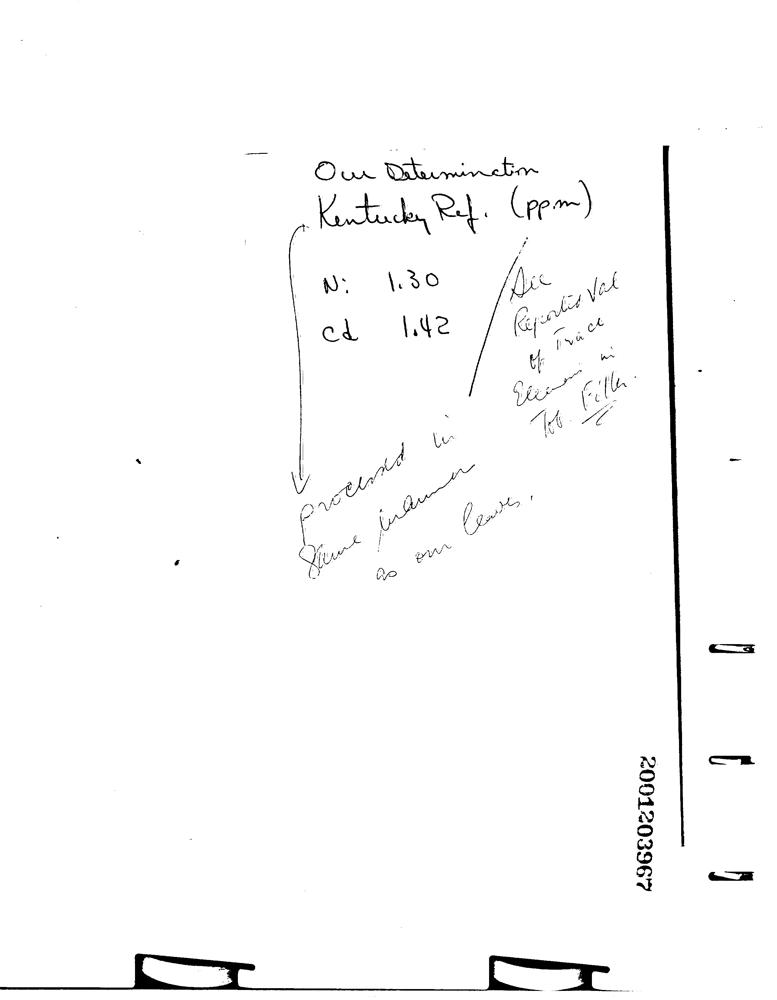 Our Determination
Kentucky Ref. (ppm)
Ni 1.30
Cd 1.42
See
Reported Val
of Trace
in
Tob. Filler.
processed in
Same manner
as our leaves.
2001203967